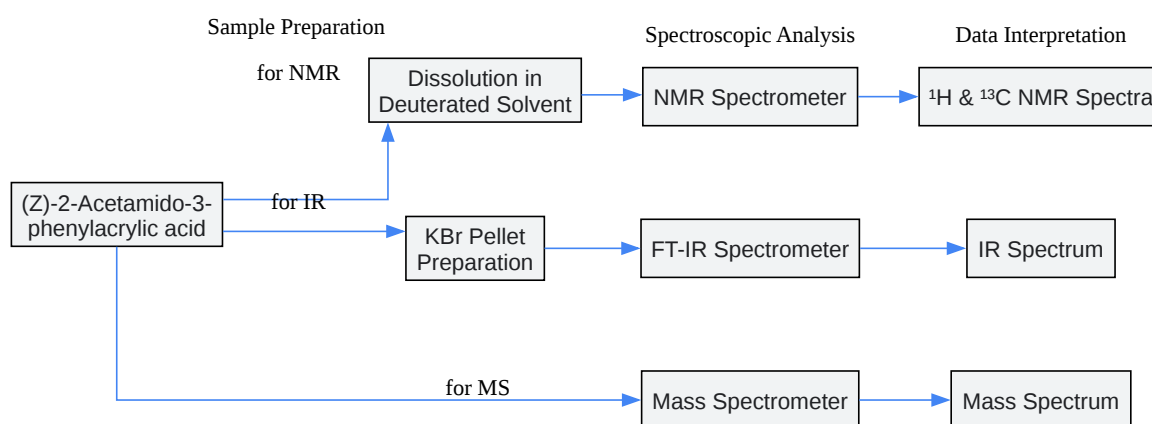 Sample Preparation
Spectroscopic Analysis
Data Interpretation
for NMR
Dissolution in
Deuterated Solvent
NMR Spectrometer
¹H & ¹³C NMR Spectra
(Z)-2-Acetamido-3-
phenylacrylic acid
for IR
KBr Pellet
Preparation
FT-IR Spectrometer
IR Spectrum
for MS
Mass Spectrometer
Mass Spectrum